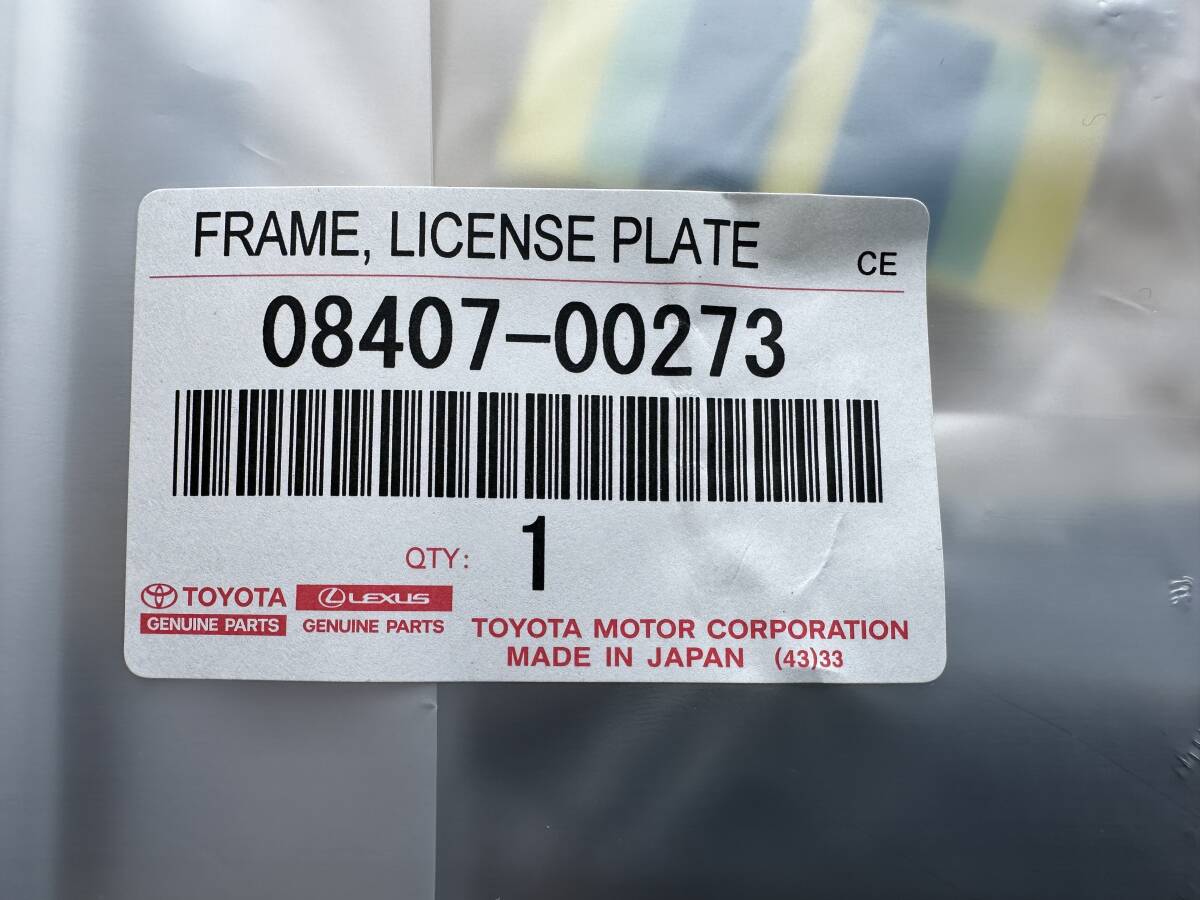 FRAME, LICENSE PLATE CE
08407-00273
QTY: 1
TOYOTA LEXUS
GENUINE PARTS GENUINE PARTS
TOYOTA MOTOR CORPORATION
MADE IN JAPAN (43)33